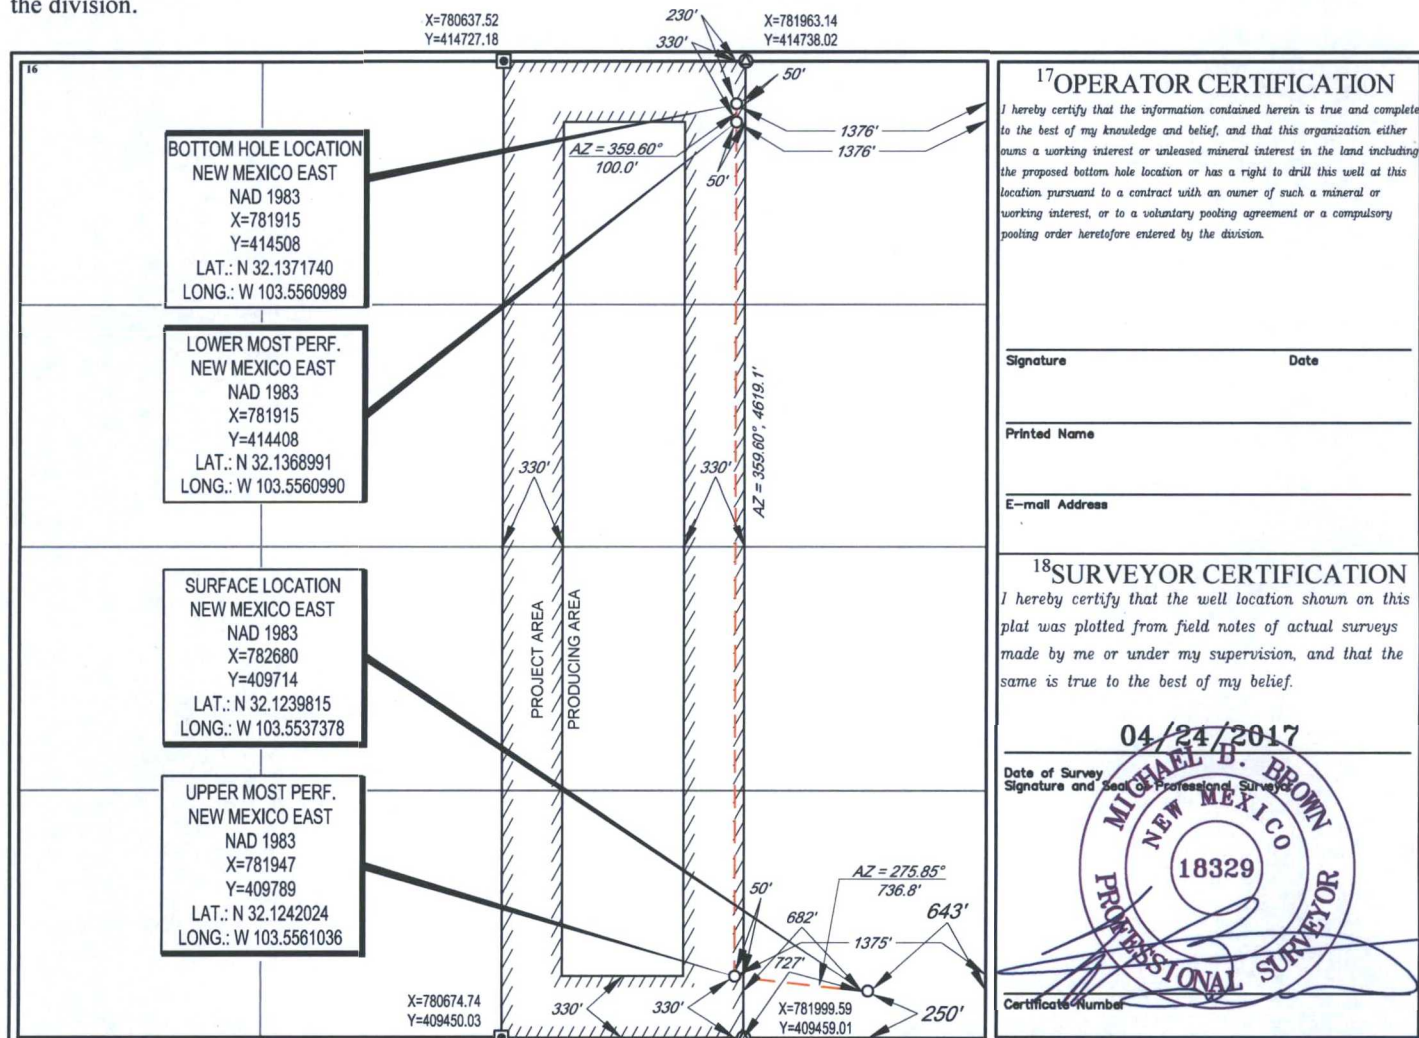 the division.
X=780637.52
Y=414727.18
230'
330'
X=781963.14
Y=414738.02
50'
16
1376'
1376'
AZ = 359.60°
100.0'
50'
BOTTOM HOLE LOCATION
NEW MEXICO EAST
NAD 1983
X=781915
Y=414508
LAT.: N 32.1371740
LONG.: W 103.5560989
LOWER MOST PERF.
NEW MEXICO EAST
NAD 1983
X=781915
Y=414408
LAT.: N 32.1368991
LONG.: W 103.5560990
330'
330'
AZ = 359.60°, 4619.1'
SURFACE LOCATION
NEW MEXICO EAST
NAD 1983
X=782680
Y=409714
LAT.: N 32.1239815
LONG.: W 103.5537378
PROJECT AREA
PRODUCING AREA
UPPER MOST PERF.
NEW MEXICO EAST
NAD 1983
X=781947
Y=409789
LAT.: N 32.1242024
LONG.: W 103.5561036
50'
AZ = 275.85°
736.8'
682'
643'
1375'
727'
X=780674.74
Y=409450.03
330'
330'
X=781999.59
Y=409459.01
250'
17 OPERATOR CERTIFICATION
I hereby certify that the information contained herein is true and complete
to the best of my knowledge and belief, and that this organization either
owns a working interest or unleased mineral interest in the land including
the proposed bottom hole location or has a right to drill this well at this
location pursuant to a contract with an owner of such a mineral or
working interest, or to a voluntary pooling agreement or a compulsory
pooling order heretofore entered by the division.
Signature Date
Printed Name
E-mail Address
18 SURVEYOR CERTIFICATION
I hereby certify that the well location shown on this
plat was plotted from field notes of actual surveys
made by me or under my supervision, and that the
same is true to the best of my belief.
04/24/2017
Date of Survey
Signature and Seal of Professional Surveyor
MICHAEL B. BROWN
NEW MEXICO
18329
PROFESSIONAL SURVEYOR
Certificate Number